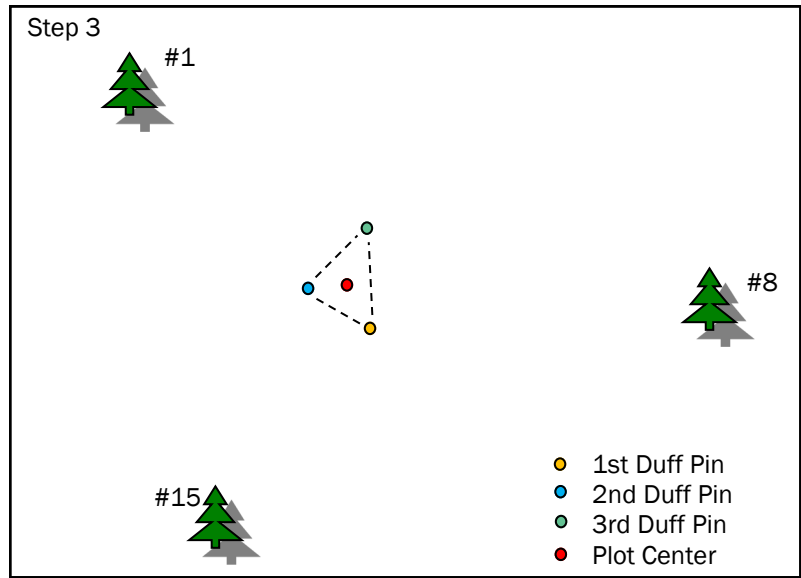 Step 3
#1
#8
#15
1st Duff Pin
2nd Duff Pin
3rd Duff Pin
Plot Center